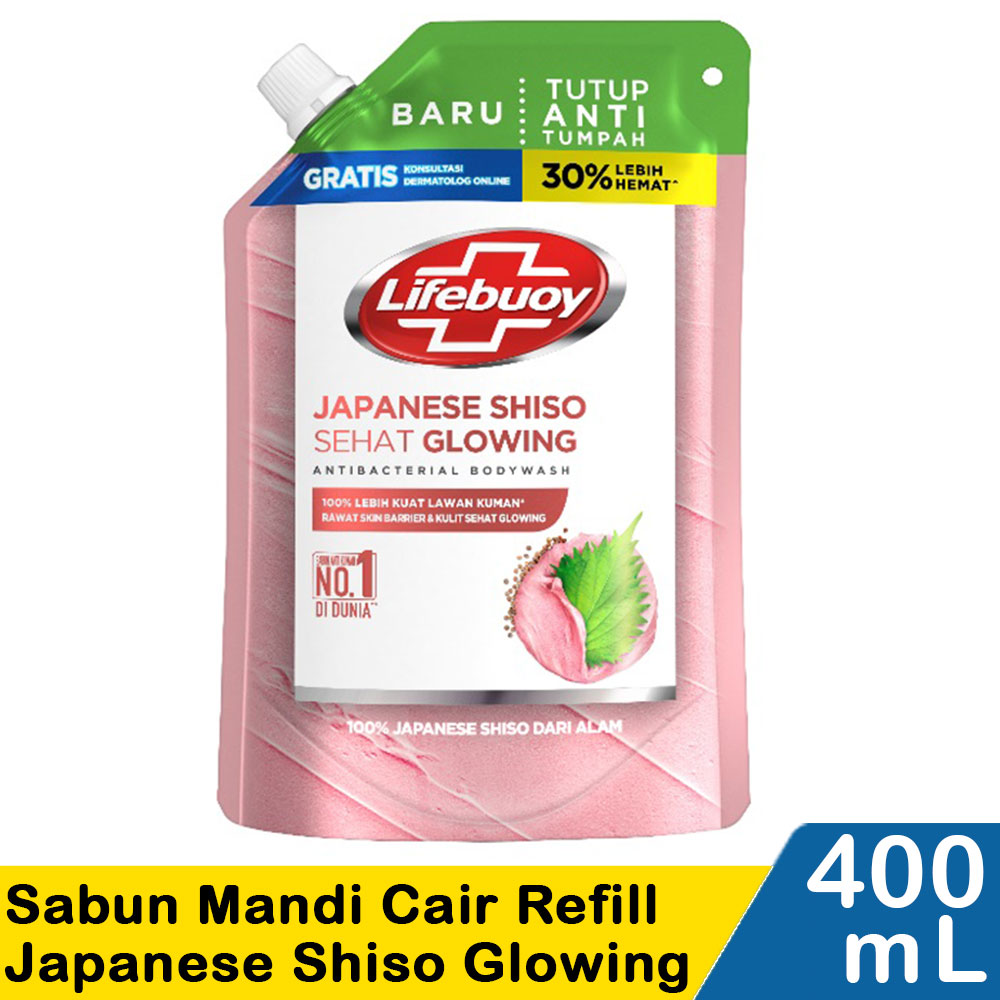 BARU
TUTUP
ANTI
TUMPAH
GRATIS KONSULTASI
DERMATOLOG ONLINE
30% LEBIH
HEMAT^
Lifebuoy
JAPANESE SHISO
SEHAT GLOWING
ANTIBACTERIAL BODYWASH
100% LEBIH KUAT LAWAN KUMAN*
RAWAT SKIN BARRIER & KULIT SEHAT GLOWING
NO.1
DI DUNIA**
100% JAPANESE SHISO DARI ALAM
Sabun Mandi Cair Refill
Japanese Shiso Glowing
400
mL